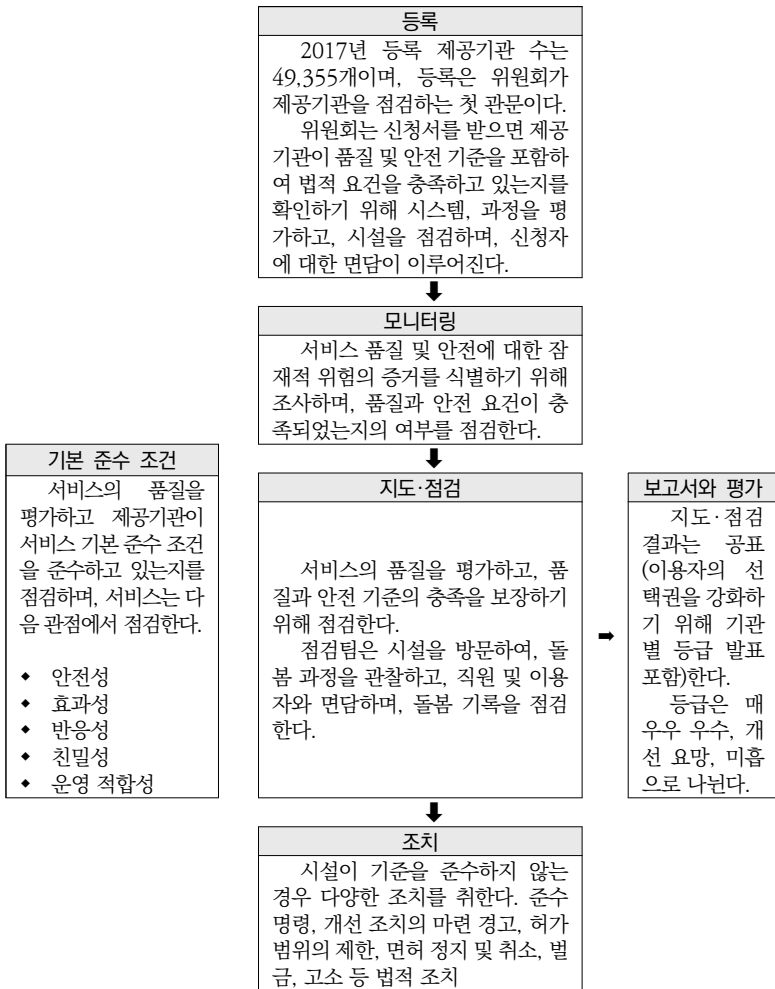 등록
2017년 등록 제공기관 수는
49,355개이며, 등록은 위원회가
제공기관을 점검하는 첫 관문이다.
위원회는 신청서를 받으면 제공
기관이 품질 및 안전 기준을 포함하
여 법적 요건을 충족하고 있는지를
확인하기 위해 시스템, 과정을 평
가하고, 시설을 점검하며, 신청자
에 대한 면담이 이루어진다.
모니터링
서비스 품질 및 안전에 대한 잠
재적 위험의 증거를 식별하기 위해
조사하며, 품질과 안전 요건이 충
족되었는지의 여부를 점검한다.
기본 준수 조건
서비스의 품질을
평가하고 제공기관이
서비스 기본 준수 조건
을 준수하고 있는지를
점검하며, 서비스는 다
음 관점에서 점검한다.
◆ 안전성
◆ 효과성
◆ 반응성
◆ 친밀성
◆ 운영 적합성
지도·점검
서비스의 품질을 평가하고, 품
질과 안전 기준의 충족을 보장하기
위해 점검한다.
점검팀은 시설을 방문하여, 돌
봄 과정을 관찰하고, 직원 및 이용
자와 면담하며, 돌봄 기록을 점검
한다.
보고서와 평가
지도·점검
결과는 공표
(이용자의 선
택권을 강화하
기 위해 기관
별 등급 발표
포함)한다.
등급은 매
우우 우수, 개
선 요망, 미흡
으로 나뉜다.
조치
시설이 기준을 준수하지 않는
경우 다양한 조치를 취한다. 준수
명령, 개선 조치의 마련 경고, 허가
범위의 제한, 면허 정지 및 취소, 벌
금, 고소 등 법적 조치